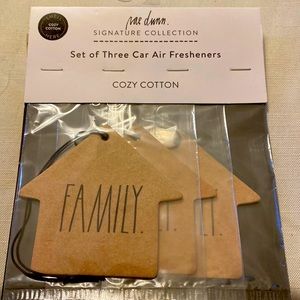 COZY
COTTON
rae dunn.
SIGNATURE COLLECTION
Set of Three Car Air Fresheners
COZY COTTON
FAMILY.
Y.
Y.